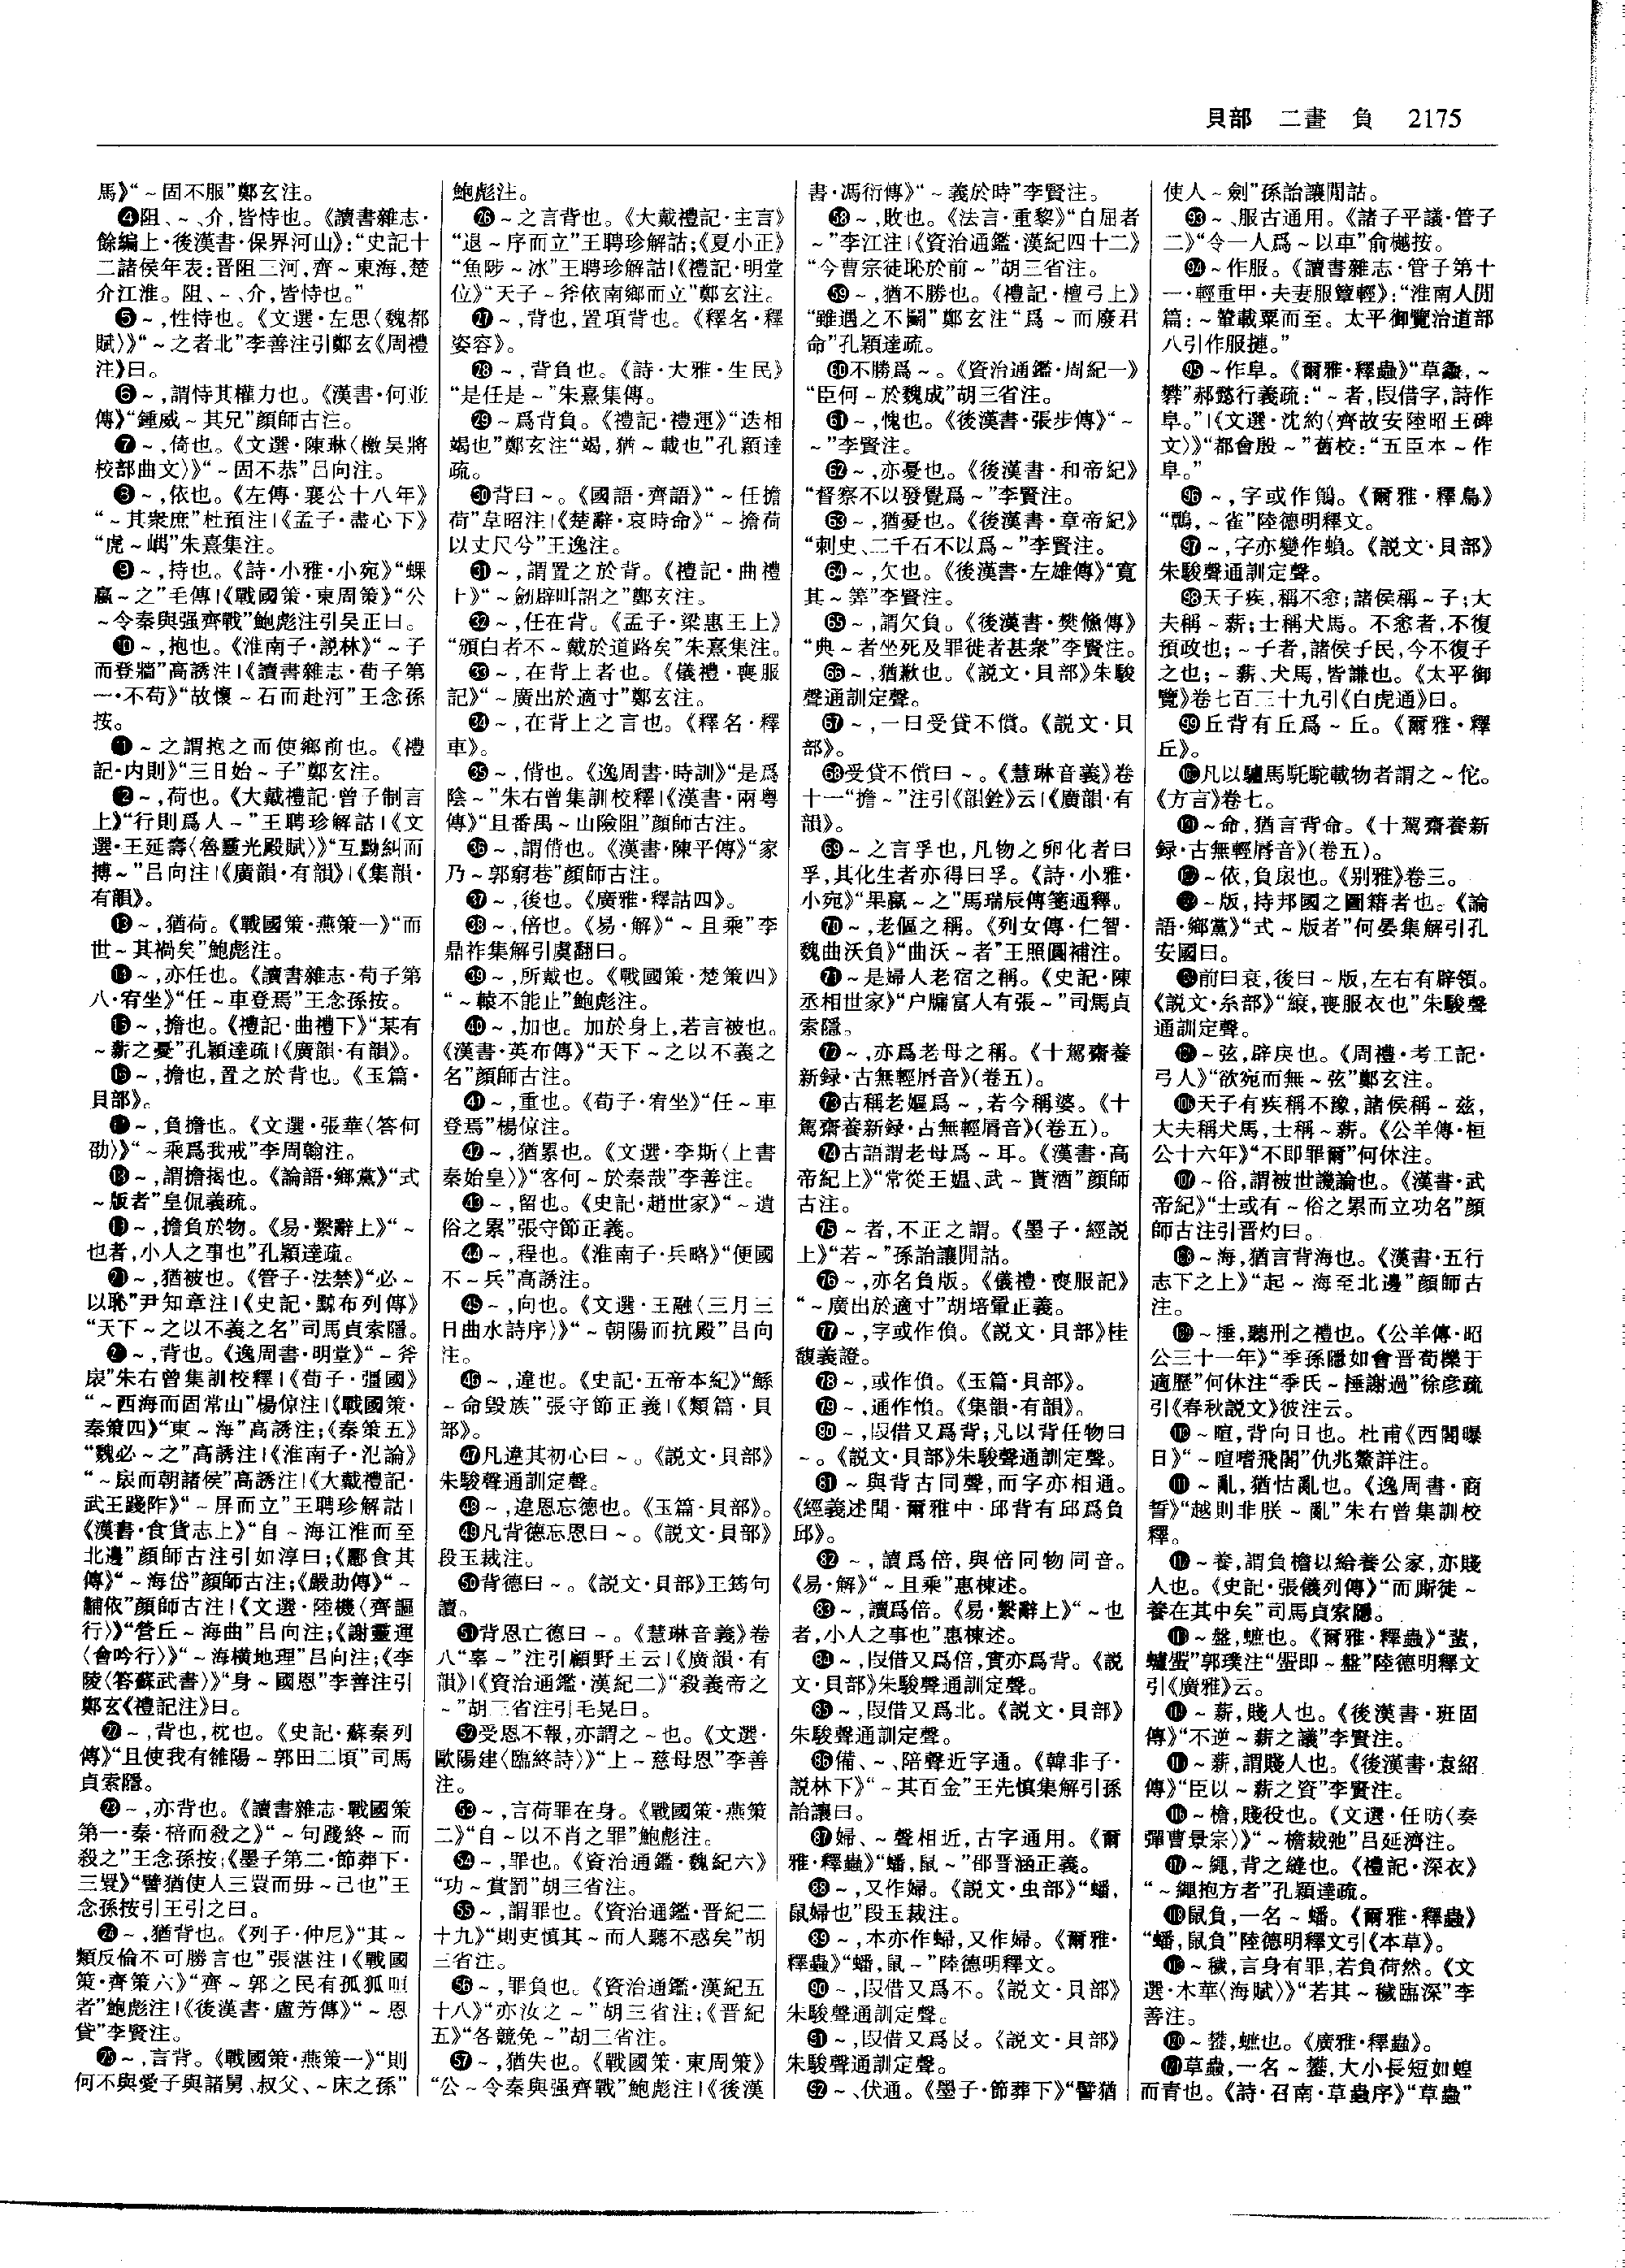 貝部　二畫　負　2175
馬》“～固不服”鄭玄注。
❹阻、～、介,皆恃也。《讀書雜志·
餘編上·後漢書·保界河山》:“史記十
二諸侯年表:晋阻三河,齊～東海,楚
介江淮。阻、～、介,皆恃也。”
❺～,性恃也。《文選·左思〈魏都
賦〉》“～之者北”李善注引鄭玄《周禮
注》曰。
❻～,謂恃其權力也。《漢書·何並
傳》“鍾威～其兄”顔師古注。
❼～,倚也。《文選·陳琳〈檄吴將
校部曲文〉》“～固不恭”吕向注。
❽～,依也。《左傳·襄公十八年》
“～其衆庶”杜預注|《孟子·盡心下》
“虎～嵎”朱熹集注。
❾～,持也。《詩·小雅·小宛》“蜾
蠃～之”毛傳|《戰國策·東周策》“公
～令秦與强齊戰”鮑彪注引吴正曰。
❿～,抱也。《淮南子·説林》“～子
而登牆”高誘注|《讀書雜志·荀子第
一·不苟》“故懷～石而赴河”王念孫
按。
⓫～之謂抱之而使鄉前也。《禮
記·内則》“三日始～子”鄭玄注。
⓬～,荷也。《大戴禮記·曾子制言
上》“行則爲人～”王聘珍解詁|《文
選·王延壽〈魯靈光殿賦〉》“互黝糾而
搏～”吕向注|《廣韻·有韻》|《集韻·
有韻》。
⓭～,猶荷。《戰國策·燕策一》“而
世～其禍矣”鮑彪注。
⓮～,亦任也。《讀書雜志·荀子第
八·宥坐》“任～車登焉”王念孫按。
⓯～,擔也。《禮記·曲禮下》“某有
～薪之憂”孔穎達疏|《廣韻·有韻》。
⓰～,擔也,置之於背也。《玉篇·
貝部》。
⓱～,負擔也。《文選·張華〈答何
劭〉》“～乘爲我戒”李周翰注。
⓲～,謂擔揭也。《論語·鄉黨》“式
～版者”皇侃義疏。
⓳～,擔負於物。《易·繫辭上》“～
也者,小人之事也”孔穎達疏。
⓴～,猶被也。《管子·法禁》“必～
以恥”尹知章注|《史記·黥布列傳》
“天下～之以不義之名”司馬貞索隱。
㉑～,背也。《逸周書·明堂》“～斧
扆”朱右曾集訓校釋|《荀子·彊國》
“～西海而固常山”楊倞注|《戰國策·
秦策四》“東～海”高誘注;《秦策五》
“魏必～之”高誘注|《淮南子·氾論》
“～扆而朝諸侯”高誘注|《大戴禮記·
武王踐阼》“～屏而立”王聘珍解詁|
《漢書·食貨志上》“自～海江淮而至
北邊”顔師古注引如淳曰;《酈食其
傳》“～海岱”顔師古注;《嚴助傳》“～
黼依”顔師古注|《文選·陸機〈齊謳
行〉》“營丘～海曲”吕向注;《謝靈運
〈會吟行〉》“～海横地理”吕向注;《李
陵〈答蘇武書〉》“身～國恩”李善注引
鄭玄《禮記注》曰。
㉒～,背也,枕也。《史記·蘇秦列
傳》“且使我有雒陽～郭田二頃”司馬
貞索隱。
㉓～,亦背也。《讀書雜志·戰國策
第一·秦·棓而殺之》“～句踐終～而
殺之”王念孫按;《墨子第二·節葬下·
三睘》“譬猶使人三睘而毋～己也”王
念孫按引王引之曰。
㉔～,猶背也。《列子·仲尼》“其～
類反倫不可勝言也”張湛注|《戰國
策·齊策六》“齊～郭之民有孤狐咺
者”鮑彪注|《後漢書·盧芳傳》“～恩
貸”李賢注。
㉕～,言背。《戰國策·燕策一》“則
何不與愛子與諸舅、叔父、～床之孫”
鮑彪注。
㉖～之言背也。《大戴禮記·主言》
“退～序而立”王聘珍解詁;《夏小正》
“魚陟～冰”王聘珍解詁|《禮記·明堂
位》“天子～斧依南鄉而立”鄭玄注。
㉗～,背也,置項背也。《釋名·釋
姿容》。
㉘～,背負也。《詩·大雅·生民》
“是任是～”朱熹集傳。
㉙～爲背負。《禮記·禮運》“迭相
竭也”鄭玄注“竭,猶～載也”孔穎達
疏。
㉚背曰～。《國語·齊語》“～任擔
荷”韋昭注|《楚辭·哀時命》“～擔荷
以丈尺兮”王逸注。
㉛～,謂置之於背。《禮記·曲禮
上》“～劍辟咡詔之”鄭玄注。
㉜～,任在背。《孟子·梁惠王上》
“頒白者不～戴於道路矣”朱熹集注。
㉝～,在背上者也。《儀禮·喪服
記》“～廣出於適寸”鄭玄注。
㉞～,在背上之言也。《釋名·釋
車》。
㉟～,偝也。《逸周書·時訓》“是爲
陰～”朱右曾集訓校釋|《漢書·兩粤
傳》“且番禺～山險阻”顔師古注。
㊱～,謂偝也。《漢書·陳平傳》“家
乃～郭窮巷”顔師古注。
㊲～,後也。《廣雅·釋詁四》。
㊳～,倍也。《易·解》“～且乘”李
鼎祚集解引虞翻曰。
㊴～,所戴也。《戰國策·楚策四》
“～轅不能止”鮑彪注。
㊵～,加也。加於身上,若言被也。
《漢書·英布傳》“天下～之以不義之
名”顔師古注。
㊶～,重也。《荀子·宥坐》“任～車
登焉”楊倞注。
㊷～,猶累也。《文選·李斯〈上書
秦始皇〉》“客何～於秦哉”李善注。
㊸～,留也。《史記·趙世家》“～遺
俗之累”張守節正義。
㊹～,程也。《淮南子·兵略》“便國
不～兵”高誘注。
㊺～,向也。《文選·王融〈三月三
日曲水詩序〉》“～朝陽而抗殿”吕向
注。
㊻～,違也。《史記·五帝本紀》“鯀
～命毁族”張守節正義|《類篇·貝
部》。
㊼凡違其初心曰～。《説文·貝部》
朱駿聲通訓定聲。
㊽～,違恩忘德也。《玉篇·貝部》。
㊾凡背德忘恩曰～。《説文·貝部》
段玉裁注。
㊿背德曰～。《説文·貝部》王筠句
讀。
51背恩亡德曰～。《慧琳音義》卷
八“辜～”注引顧野王云|《廣韻·有
韻》|《資治通鑑·漢紀二》“殺義帝之
～”胡三省注引毛晃曰。
52受恩不報,亦謂之～也。《文選·
歐陽建〈臨終詩〉》“上～慈母恩”李善
注。
53～,言荷罪在身。《戰國策·燕策
二》“自～以不肖之罪”鮑彪注。
54～,罪也。《資治通鑑·魏紀六》
“功～賞罰”胡三省注。
55～,謂罪也。《資治通鑑·晋紀二
十九》“則更慎其～而人聽不惑矣”胡
三省注。
56～,罪負也。《資治通鑑·漢紀五
十八》“亦汝之～”胡三省注;《晋紀
五》“各競免～”胡三省注。
57～,猶失也。《戰國策·東周策》
“公～令秦與强齊戰”鮑彪注|《後漢
書·馮衍傳》“～義於時”李賢注。
58～,敗也。《法言·重黎》“自屈者
～”李江注|《資治通鑑·漢紀四十二》
“今曹宗徒恥於前～”胡三省注。
59～,猶不勝也。《禮記·檀弓上》
“雖遇之不鬭”鄭玄注“爲～而廢君
命”孔穎達疏。
60不勝爲～。《資治通鑑·周紀一》
“臣何～於魏成”胡三省注。
61～,愧也。《後漢書·張步傳》“～
～”李賢注。
62～,亦憂也。《後漢書·和帝紀》
“督察不以發覺爲～”李賢注。
63～,猶憂也。《後漢書·章帝紀》
“刺史、二千石不以爲～”李賢注。
64～,欠也。《後漢書·左雄傳》“寬
其～筭”李賢注。
65～,謂欠負。《後漢書·樊儵傳》
“典～者坐死及罪徙者甚衆”李賢注。
66～,猶歉也。《説文·貝部》朱駿
聲通訓定聲。
67～,一曰受貸不償。《説文·貝
部》。
68受貸不償曰～。《慧琳音義》卷
十一“擔～”注引《韻銓》云|《廣韻·有
韻》。
69～之言孚也,凡物之卵化者曰
孚,其化生者亦得曰孚。《詩·小雅·
小宛》“果蠃～之”馬瑞辰傳箋通釋。
70～,老傴之稱。《列女傳·仁智·
魏曲沃負》“曲沃～者”王照圓補注。
71～是婦人老宿之稱。《史記·陳
丞相世家》“户牖富人有張～”司馬貞
索隱。
72～,亦爲老母之稱。《十駕齋養
新録·古無輕脣音》(卷五)。
73古稱老嫗爲～,若今稱婆。《十
駕齋養新録·古無輕脣音》(卷五)。
74古語謂老母爲～耳。《漢書·高
帝紀上》“常從王媪、武～貰酒”顔師
古注。
75～者,不正之謂。《墨子·經説
上》“若～”孫詒讓閒詁。
76～,亦名負版。《儀禮·喪服記》
“～廣出於適寸”胡培翬正義。
77～,字或作偩。《説文·貝部》桂
馥義證。
78～,或作偩。《玉篇·貝部》。
79～,通作偩。《集韻·有韻》。
80～,叚借又爲背;凡以背任物曰
～。《説文·貝部》朱駿聲通訓定聲。
81～與背古同聲,而字亦相通。
《經義述聞·爾雅中·邱背有邱爲負
邱》。
82～,讀爲倍,與倍同物同音。
《易·解》“～且乘”惠棟述。
83～,讀爲倍。《易·繫辭上》“～也
者,小人之事也”惠棟述。
84～,叚借又爲倍,實亦爲背。《説
文·貝部》朱駿聲通訓定聲。
85～,叚借又爲北。《説文·貝部》
朱駿聲通訓定聲。
86備、～、陪聲近字通。《韓非子·
説林下》“～其百金”王先慎集解引孫
詒讓曰。
87婦、～聲相近,古字通用。《爾
雅·釋蟲》“蟠,鼠～”邵晋涵正義。
88～,又作婦。《説文·虫部》“蟠,
鼠婦也”段玉裁注。
89～,本亦作蝜,又作婦。《爾雅·
釋蟲》“蟠,鼠～”陸德明釋文。
90～,叚借又爲不。《説文·貝部》
朱駿聲通訓定聲。
91～,叚借又爲㞋。《説文·貝部》
朱駿聲通訓定聲。
92～、伏通。《墨子·節葬下》“譬猶
使人～劍”孫詒讓閒詁。
93～、服古通用。《諸子平議·管子
二》“令一人爲～以車”俞樾按。
94～作服。《讀書雜志·管子第十
一·輕重甲·夫妻服簟輕》:“淮南人閒
篇:～輦載粟而至。太平御覽治道部
八引作服㨗。”
95～作阜。《爾雅·釋蟲》“草螽,～
蠜”郝懿行義疏:“～者,叚借字,詩作
阜。”|《文選·沈約〈齊故安陸昭王碑
文〉》“都會殷～”舊校:“五臣本～作
阜。”
96～,字或作鴭。《爾雅·釋鳥》
“鷚,～雀”陸德明釋文。
97～,字亦變作蝜。《説文·貝部》
朱駿聲通訓定聲。
98天子疾,稱不悆;諸侯稱～子;大
夫稱～薪;士稱犬馬。不悆者,不復
預政也;～子者,諸侯子民,今不復子
之也;～薪、犬馬,皆謙也。《太平御
覽》卷七百三十九引《白虎通》曰。
99丘背有丘爲～丘。《爾雅·釋
丘》。
100凡以驢馬馲駝載物者謂之～佗。
《方言》卷七。
101～命,猶言背命。《十駕齋養新
録·古無輕脣音》(卷五)。
102～依,負扆也。《别雅》卷三。
103～版,持邦國之圖籍者也。《論
語·鄉黨》“式～版者”何晏集解引孔
安國曰。
104前曰衰,後曰～版,左右有辟領。
《説文·糸部》“縗,喪服衣也”朱駿聲
通訓定聲。
105～弦,辟戾也。《周禮·考工記·
弓人》“欲宛而無～弦”鄭玄注。
106天子有疾稱不豫,諸侯稱～兹,
大夫稱犬馬,士稱～薪。《公羊傳·桓
公十六年》“不即罪爾”何休注。
107～俗,謂被世譏論也。《漢書·武
帝紀》“士或有～俗之累而立功名”顔
師古注引晋灼曰。
108～海,猶言背海也。《漢書·五行
志下之上》“起～海至北邊”顔師古
注。
109～捶,聽刑之禮也。《公羊傳·昭
公三十一年》“季孫隱如會晋荀櫟于
適歷”何休注“季氏～捶謝過”徐彦疏
引《春秋説文》彼注云。
110～暄,背向日也。杜甫《西閣曝
日》“～暄嗜飛閣”仇兆鰲詳注。
111～亂,猶怙亂也。《逸周書·商
誓》“越則非朕～亂”朱右曾集訓校
釋。
112～養,謂負檐以給養公家,亦賤
人也。《史記·張儀列傳》“而廝徒～
養在其中矣”司馬貞索隱。
113～盤,蟅也。《爾雅·釋蟲》“蜚,
蠦蜰”郭璞注“蜰即～盤”陸德明釋文
引《廣雅》云。
114～薪,賤人也。《後漢書·班固
傳》“不逆～薪之議”李賢注。
115～薪,謂賤人也。《後漢書·袁紹
傳》“臣以～薪之資”李賢注。
116～檐,賤役也。《文選·任昉〈奏
彈曹景宗〉》“～檐裁弛”吕延濟注。
117～繩,背之縫也。《禮記·深衣》
“～繩抱方者”孔穎達疏。
118鼠負,一名～蟠。《爾雅·釋蟲》
“蟠,鼠負”陸德明釋文引《本草》。
119～穢,言身有罪,若負荷然。《文
選·木華〈海賦〉》“若其～穢臨深”李
善注。
120～蠜,蟅也。《廣雅·釋蟲》。
121草蟲,一名～蠜,大小長短如蝗
而青也。《詩·召南·草蟲序》“草蟲”